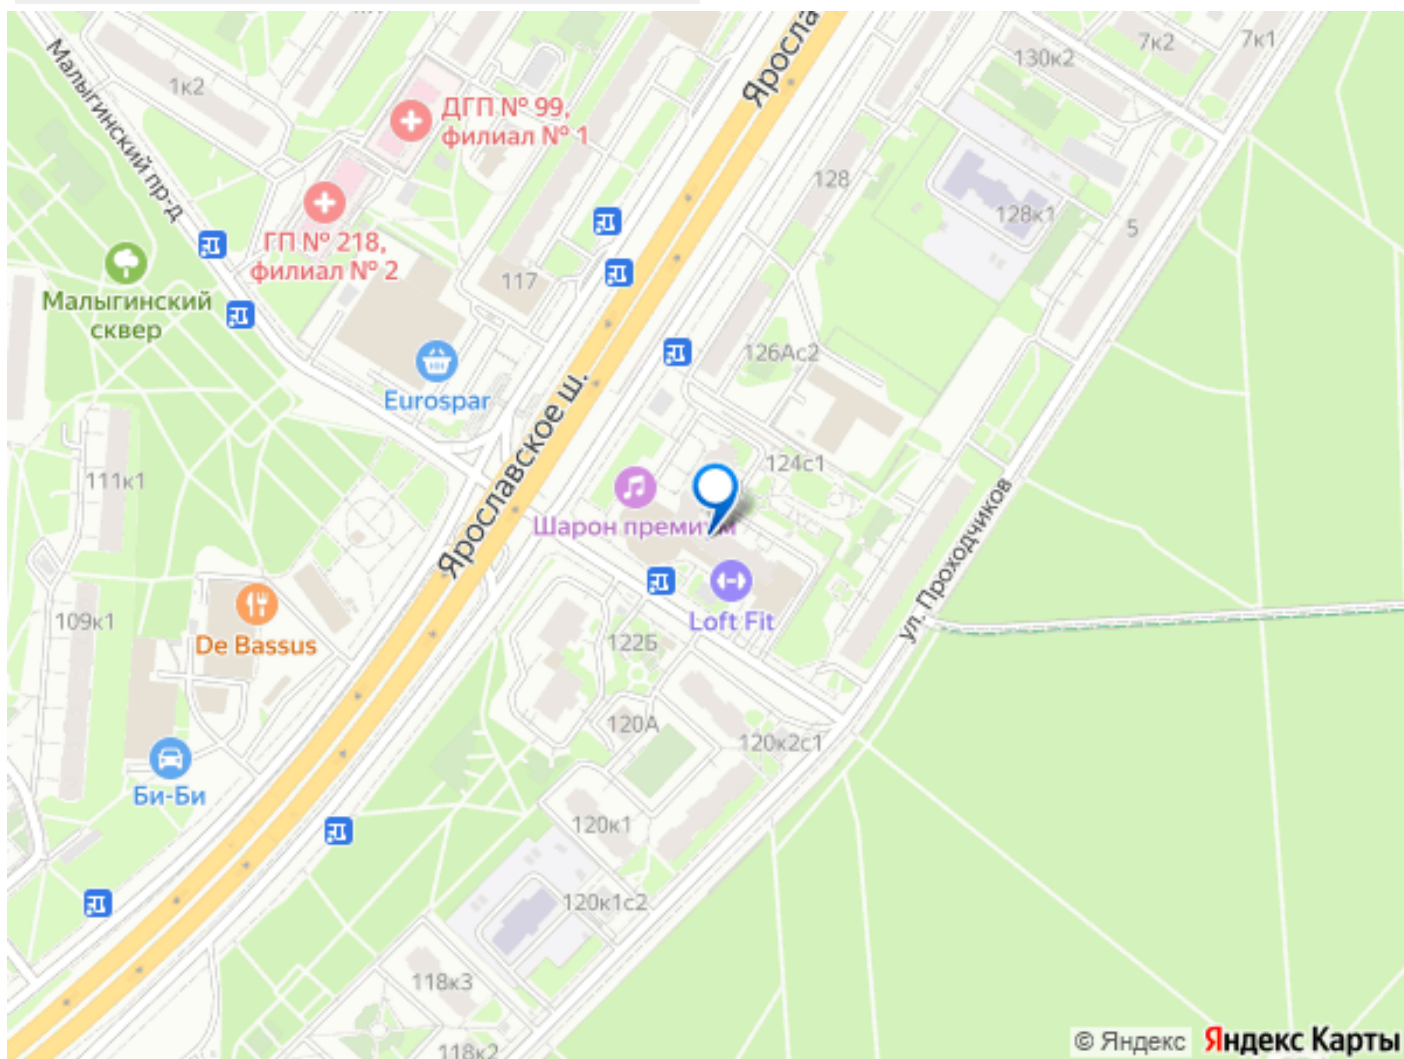 130к2
7к2
7к1
Яросла
Малыгинский пр-д
1к2
ДГП № 99,
филиал № 1
128
128к1
5
ГП № 218,
филиал № 2
117
Малыгинский
сквер
126Ас2
Eurospar
Ярославское ш.
124с1
111к1
Шарон премиум
ул. Проходчиков
Loft Fit
109к1
De Bassus
122Б
120А
120к2с1
Би-Би
120к1
120к1с2
118к3
118к2
© Яндекс
Яндекс Карты